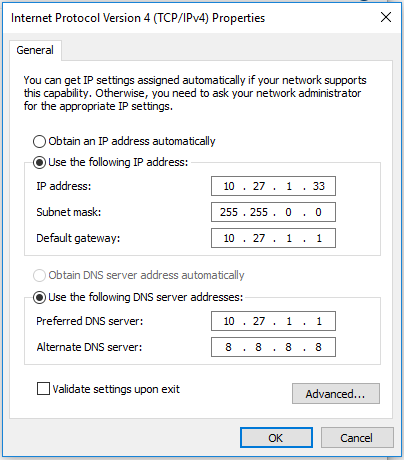 Internet Protocol Version 4 (TCP/IPv4) Properties
General
You can get IP settings assigned automatically if your network supports
this capability. Otherwise, you need to ask your network administrator
for the appropriate IP settings.
Obtain an IP address automatically
Use the following IP address:
IP address: 10 . 27 . 1 . 33
Subnet mask: 255 . 255 . 0 . 0
Default gateway: 10 . 27 . 1 . 1
Obtain DNS server address automatically
Use the following DNS server addresses:
Preferred DNS server: 10 . 27 . 1 . 1
Alternate DNS server: 8 . 8 . 8 . 8
Validate settings upon exit
Advanced...
OK Cancel